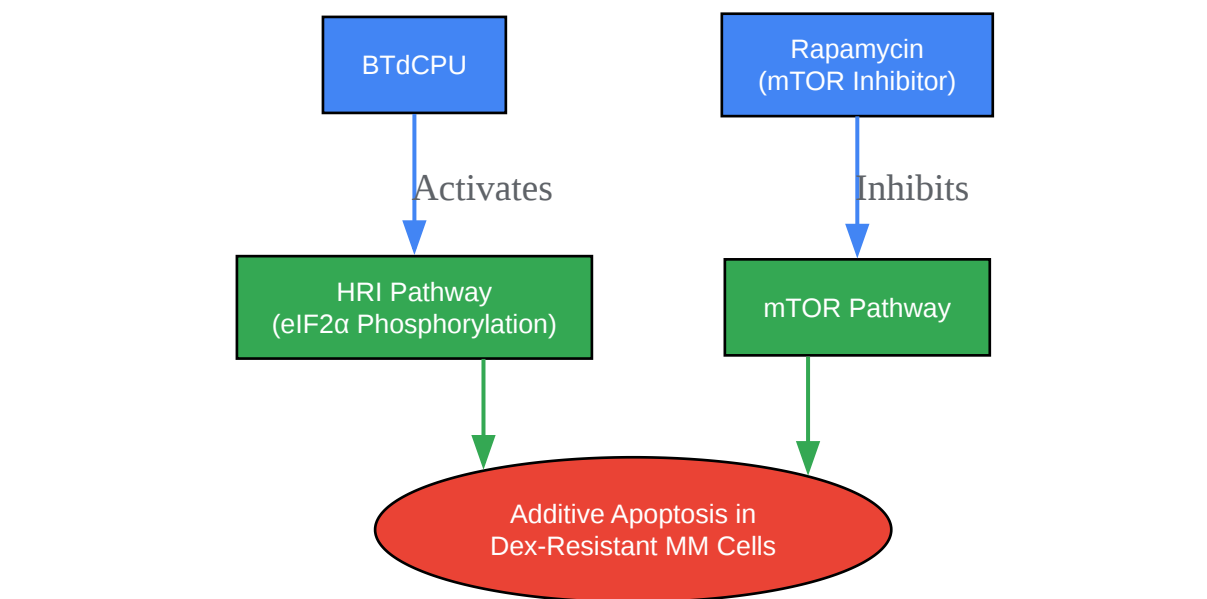 BTdCPU
Rapamycin
(mTOR Inhibitor)
Activates
Inhibits
HRI Pathway
(eIF2α Phosphorylation)
mTOR Pathway
Additive Apoptosis in
Dex-Resistant MM Cells